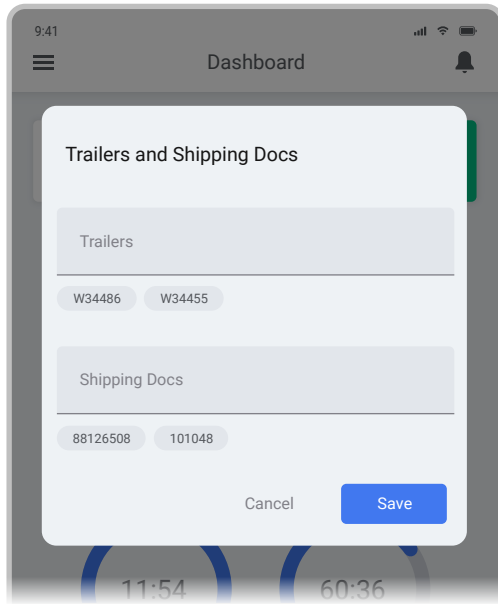 9:41
Dashboard
Trailers and Shipping Docs
Trailers
W34486 W34455
Shipping Docs
88126508 101048
Cancel Save
11:54 60:36